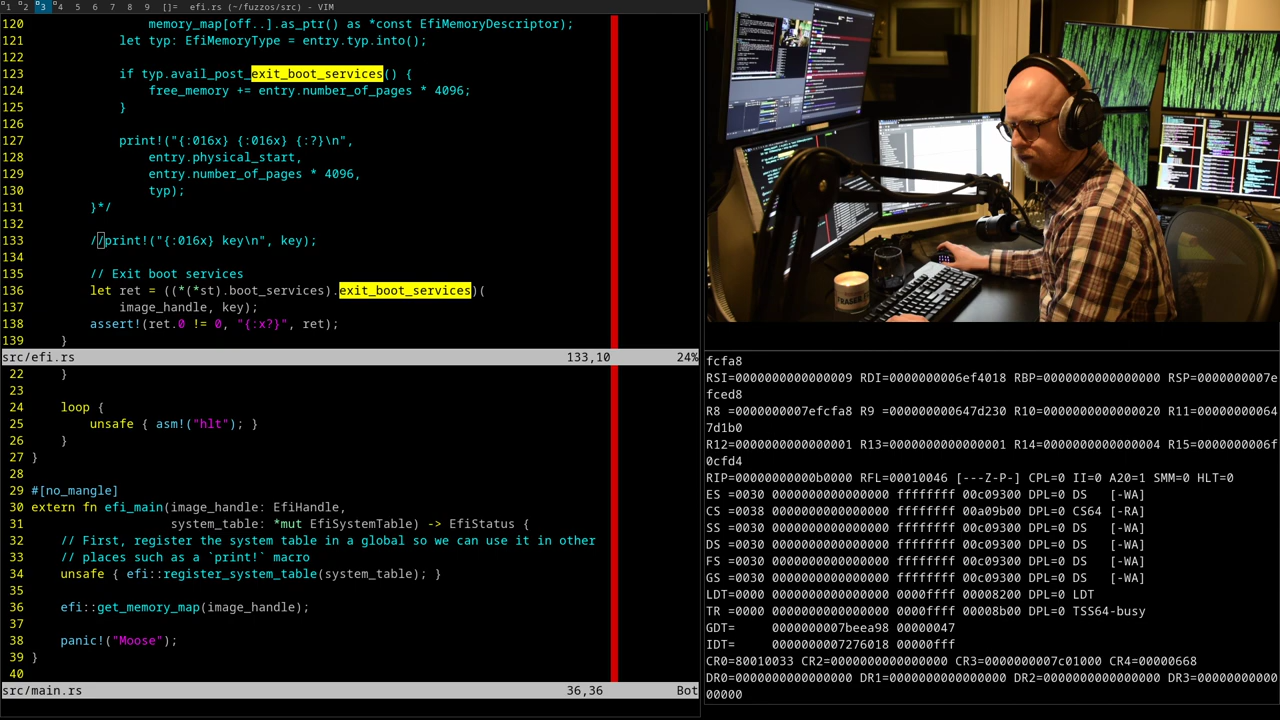 1 2 3 4 5 6 7 8 9 []= efi.rs (~/fuzzos/src) - VIM
120 memory_map[off..].as_ptr() as *const EfiMemoryDescriptor);
121 let typ: EfiMemoryType = entry.typ.into();
122
123 if typ.avail_post_exit_boot_services() {
124 free_memory += entry.number_of_pages * 4096;
125 }
126
127 print!("{:016x} {:016x} {:?}\n",
128 entry.physical_start,
129 entry.number_of_pages * 4096,
130 typ);
131 }*/
132
133 //print!("{:016x} key\n", key);
134
135 // Exit boot services
136 let ret = ((*(*st).boot_services).exit_boot_services)(
137 image_handle, key);
138 assert!(ret.0 != 0, "{:x?}", ret);
139 }
src/efi.rs 133,10 24%
22 }
23
24 loop {
25 unsafe { asm!("hlt"); }
26 }
27 }
28
29 #[no_mangle]
30 extern fn efi_main(image_handle: EfiHandle,
31 system_table: *mut EfiSystemTable) -> EfiStatus {
32 // First, register the system table in a global so we can use it in other
33 // places such as a `print!` macro
34 unsafe { efi::register_system_table(system_table); }
35
36 efi::get_memory_map(image_handle);
37
38 panic!("Moose");
39 }
40
src/main.rs 36,36 Bot
FRASER
fcfa8
RSI=0000000000000009 RDI=0000000006ef4018 RBP=0000000000000000 RSP=0000000007e
fced8
R8 =0000000007efcfa8 R9 =000000000647d230 R10=0000000000000020 R11=00000000064
7d1b0
R12=0000000000000001 R13=0000000000000001 R14=0000000000000004 R15=0000000006f
0cfd4
RIP=00000000000b0000 RFL=00010046 [---Z-P-] CPL=0 II=0 A20=1 SMM=0 HLT=0
ES =0030 0000000000000000 ffffffff 00c09300 DPL=0 DS [-WA]
CS =0038 0000000000000000 ffffffff 00a09b00 DPL=0 CS64 [-RA]
SS =0030 0000000000000000 ffffffff 00c09300 DPL=0 DS [-WA]
DS =0030 0000000000000000 ffffffff 00c09300 DPL=0 DS [-WA]
FS =0030 0000000000000000 ffffffff 00c09300 DPL=0 DS [-WA]
GS =0030 0000000000000000 ffffffff 00c09300 DPL=0 DS [-WA]
LDT=0000 0000000000000000 0000ffff 00008200 DPL=0 LDT
TR =0000 0000000000000000 0000ffff 00008b00 DPL=0 TSS64-busy
GDT= 0000000007beea98 00000047
IDT= 0000000007276018 00000fff
CR0=80010033 CR2=0000000000000000 CR3=0000000007c01000 CR4=00000668
DR0=0000000000000000 DR1=0000000000000000 DR2=0000000000000000 DR3=00000000000
00000